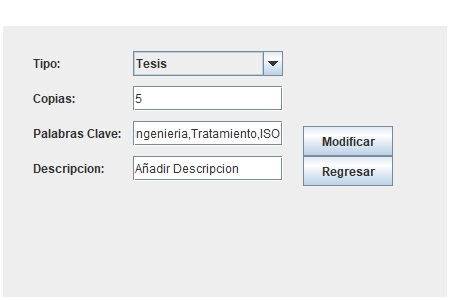 Tipo: Tesis
Copias: 5
Palabras Clave: ngenieria,Tratamiento,ISO
Modificar
Descripcion: Añadir Descripcion
Regresar